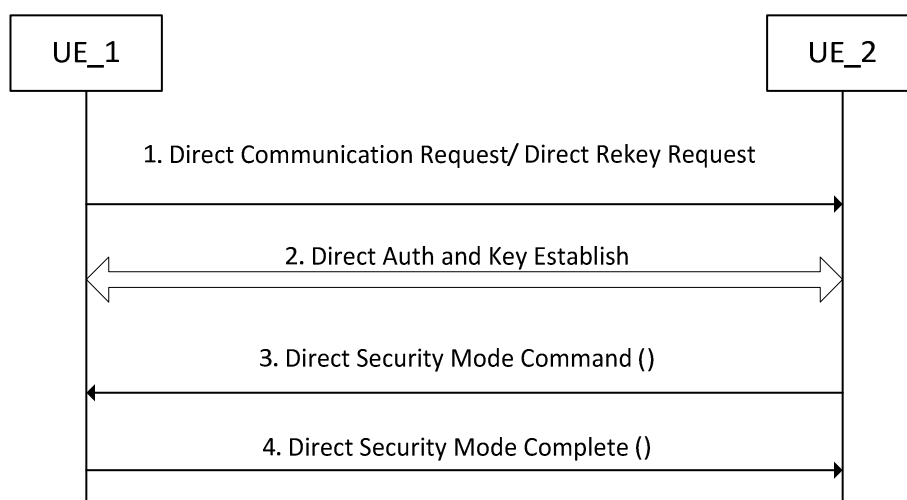 UE_1
UE_2
1. Direct Communication Request/ Direct Rekey Request
2. Direct Auth and Key Establish
3. Direct Security Mode Command ()
4. Direct Security Mode Complete ()